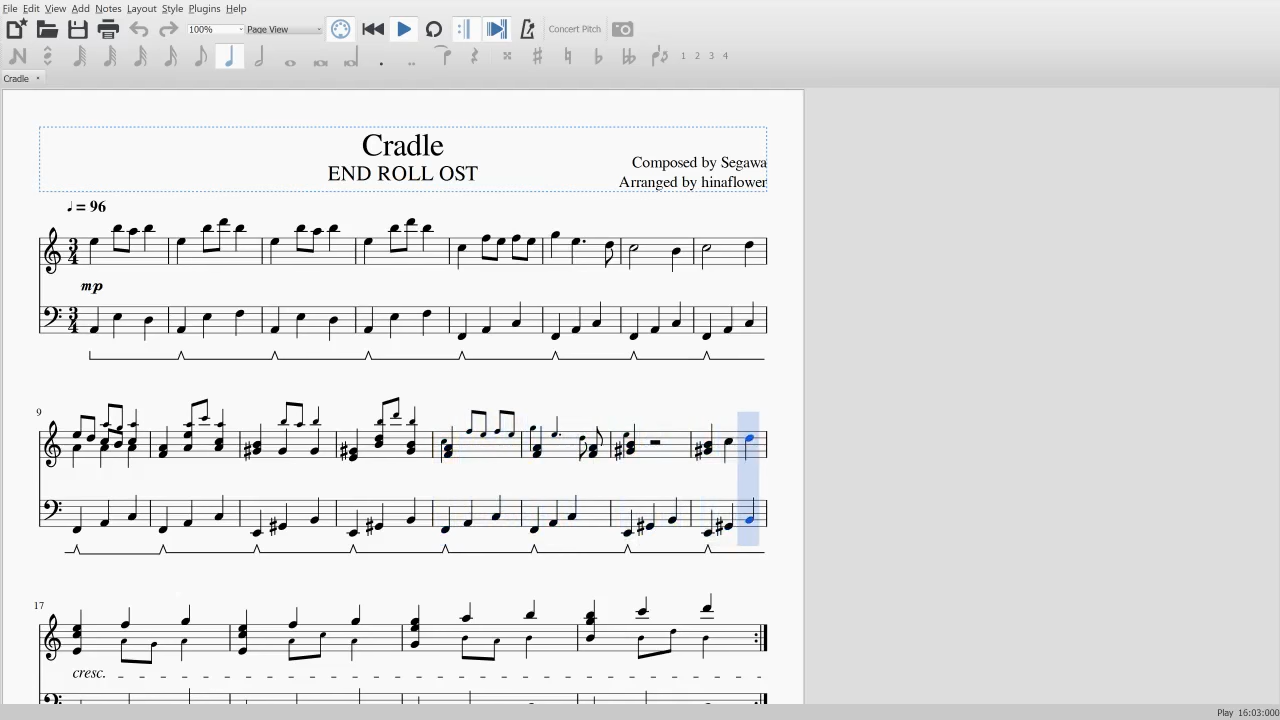 File Edit View Add Notes Layout Style Plugins Help
100% Page View Concert Pitch
1 2 3 4
Cradle
Cradle
END ROLL OST
Composed by Segawa
Arranged by hinaflower
♩ = 96
3 4
mp
3 4
9
17
cresc.
Play 16:03:000